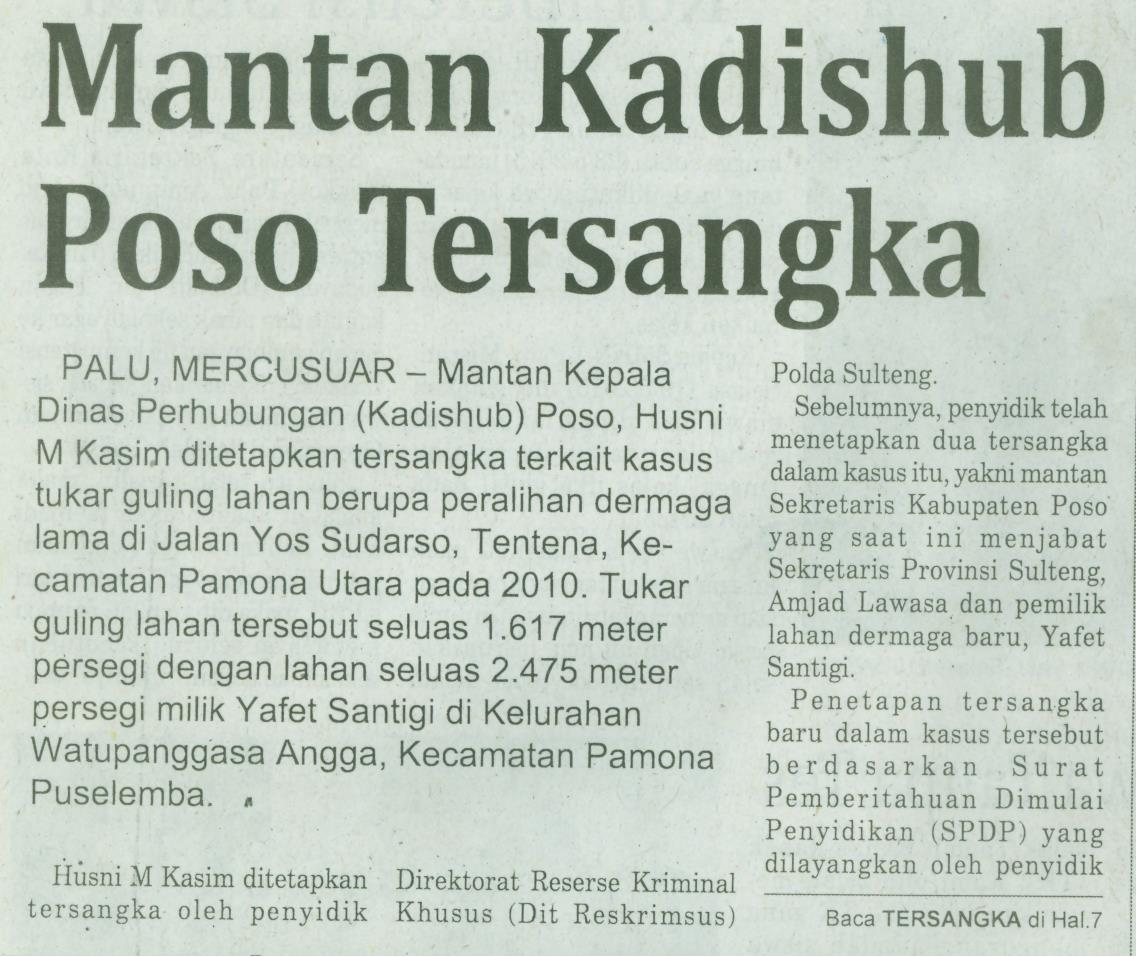 Mantan Kadishub
Poso Tersangka
PALU, MERCUSUAR – Mantan Kepala
Dinas Perhubungan (Kadishub) Poso, Husni
M Kasim ditetapkan tersangka terkait kasus
tukar guling lahan berupa peralihan dermaga
lama di Jalan Yos Sudarso, Tentena, Ke-
camatan Pamona Utara pada 2010. Tukar
guling lahan tersebut seluas 1.617 meter
persegi dengan lahan seluas 2.475 meter
persegi milik Yafet Santigi di Kelurahan
Watupanggasa Angga, Kecamatan Pamona
Puselemba.
Husni M Kasim ditetapkan
tersangka oleh penyidik
Direktorat Reserse Kriminal
Khusus (Dit Reskrimsus)
Polda Sulteng.
Sebelumnya, penyidik telah
menetapkan dua tersangka
dalam kasus itu, yakni mantan
Sekretaris Kabupaten Poso
yang saat ini menjabat
Sekretaris Provinsi Sulteng,
Amjad Lawasa dan pemilik
lahan dermaga baru, Yafet
Santigi.
Penetapan tersangka
baru dalam kasus tersebut
berdasarkan Surat
Pemberitahuan Dimulai
Penyidikan (SPDP) yang
dilayangkan oleh penyidik
Baca TERSANGKA di Hal.7